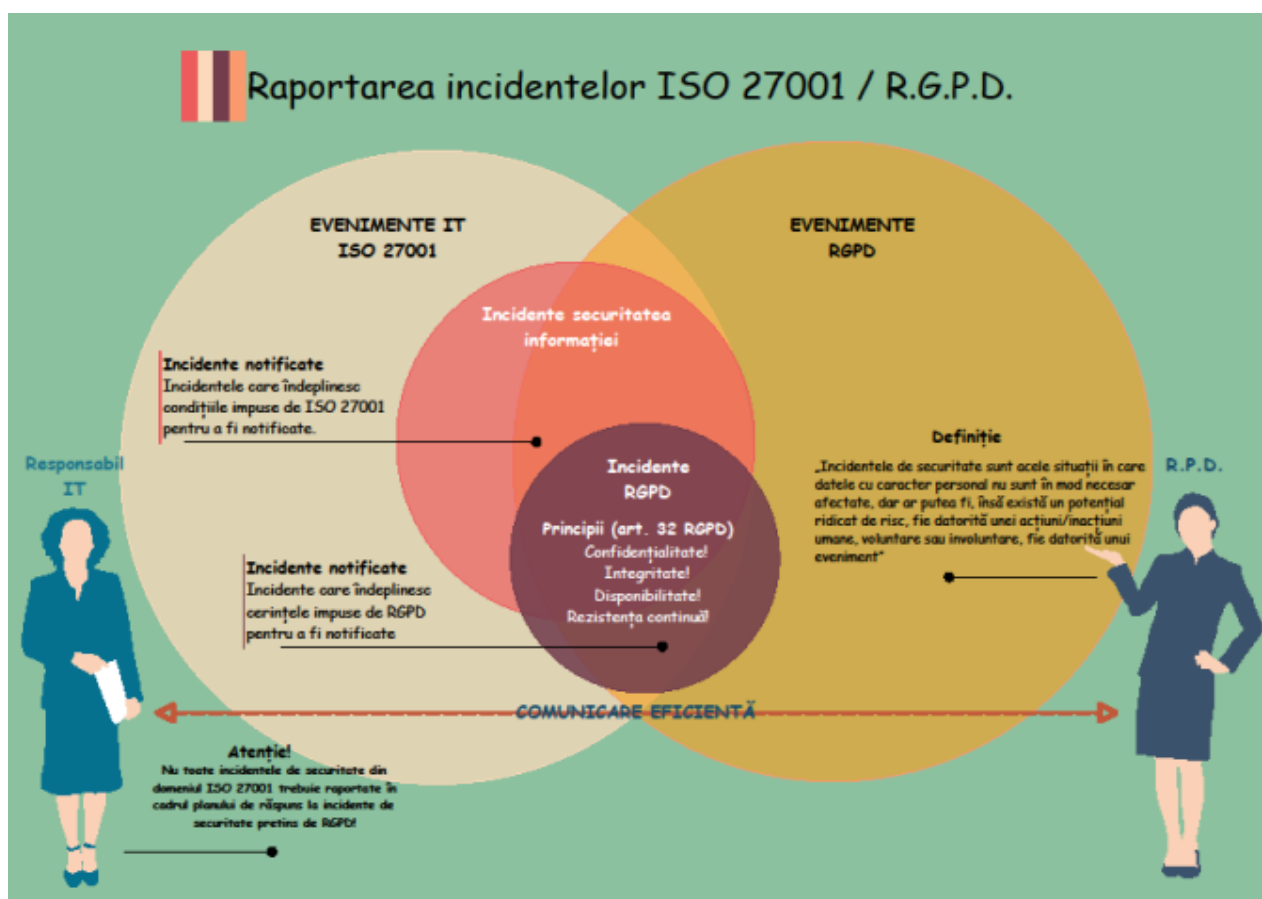 Raportarea incidentelor ISO 27001 / R.G.P.D.
EVENIMENTE IT
ISO 27001
EVENIMENTE
RGPD
Incidente securitatea
informației
Incidente notificate
Incidentele care îndeplinesc
condițiile impuse de ISO 27001
pentru a fi notificate.
Responsabil
IT
Incidente
RGPD
Principii (art. 32 RGPD)
Confidențialitate!
Integritate!
Disponibilitate!
Rezistența continuă!
Definiție
„Incidentele de securitate sunt acele situații în care
datele cu caracter personal nu sunt în mod necesar
afectate, dar ar putea fi, însă există un potențial
ridicat de risc, fie datorită unei acțiuni/inacțiuni
umane, voluntare sau involuntare, fie datorită unui
eveniment”
R.P.D.
Incidente notificate
Incidente care îndeplinesc
cerințele impuse de RGPD
pentru a fi notificate
COMUNICARE EFICIENTĂ
Atenție!
Nu toate incidentele de securitate din
domeniul ISO 27001 trebuie raportate în
cadrul planului de răspuns la incidente de
securitate pretins de RGPD!